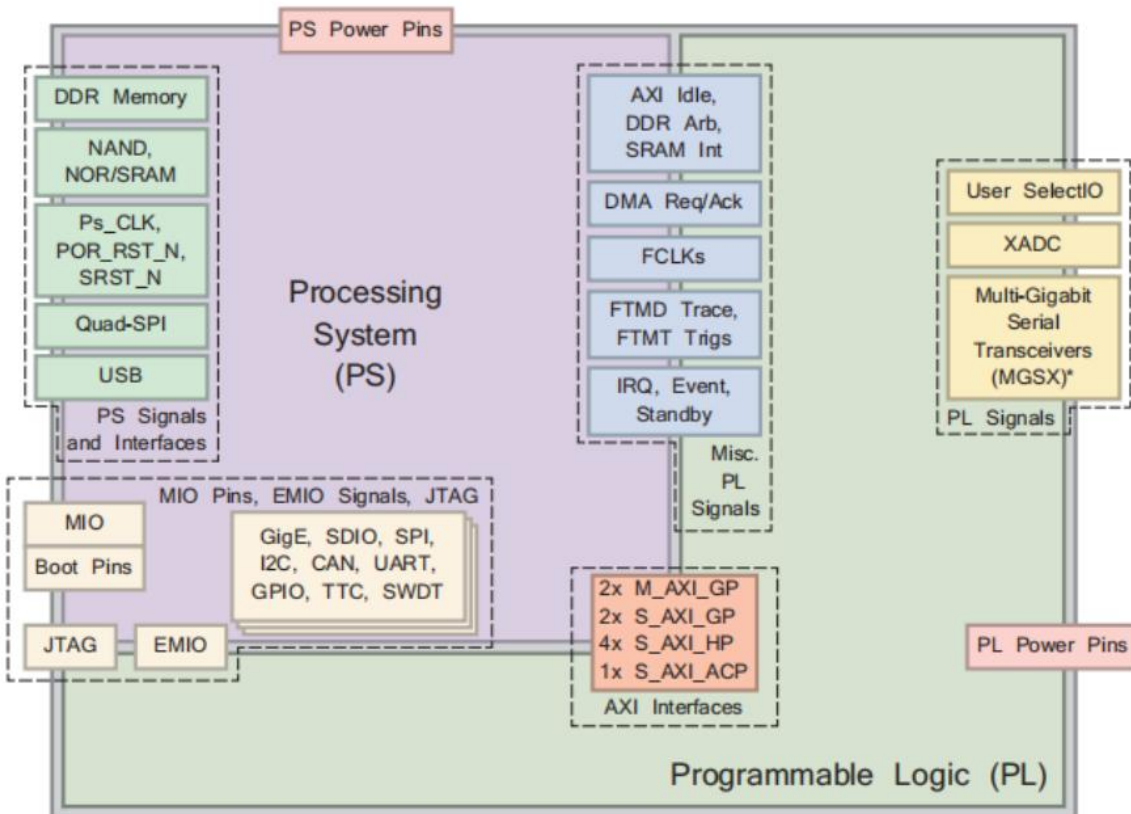 PS Power Pins
DDR Memory
NAND,
NOR/SRAM
Ps_CLK,
POR_RST_N,
SRST_N
Quad-SPI
USB
PS Signals
and Interfaces
Processing
System
(PS)
AXI Idle,
DDR Arb,
SRAM Int
DMA Req/Ack
FCLKs
FTMD Trace,
FTMT Trigs
IRQ, Event,
Standby
Misc.
PL
Signals
User SelectIO
XADC
Multi-Gigabit
Serial
Transceivers
(MGSX)*
PL Signals
MIO Pins, EMIO Signals, JTAG
MIO
Boot Pins
GigE, SDIO, SPI,
I2C, CAN, UART,
GPIO, TTC, SWDT
JTAG
EMIO
2x M_AXI_GP
2x S_AXI_GP
4x S_AXI_HP
1x S_AXI_ACP
AXI Interfaces
PL Power Pins
Programmable Logic (PL)